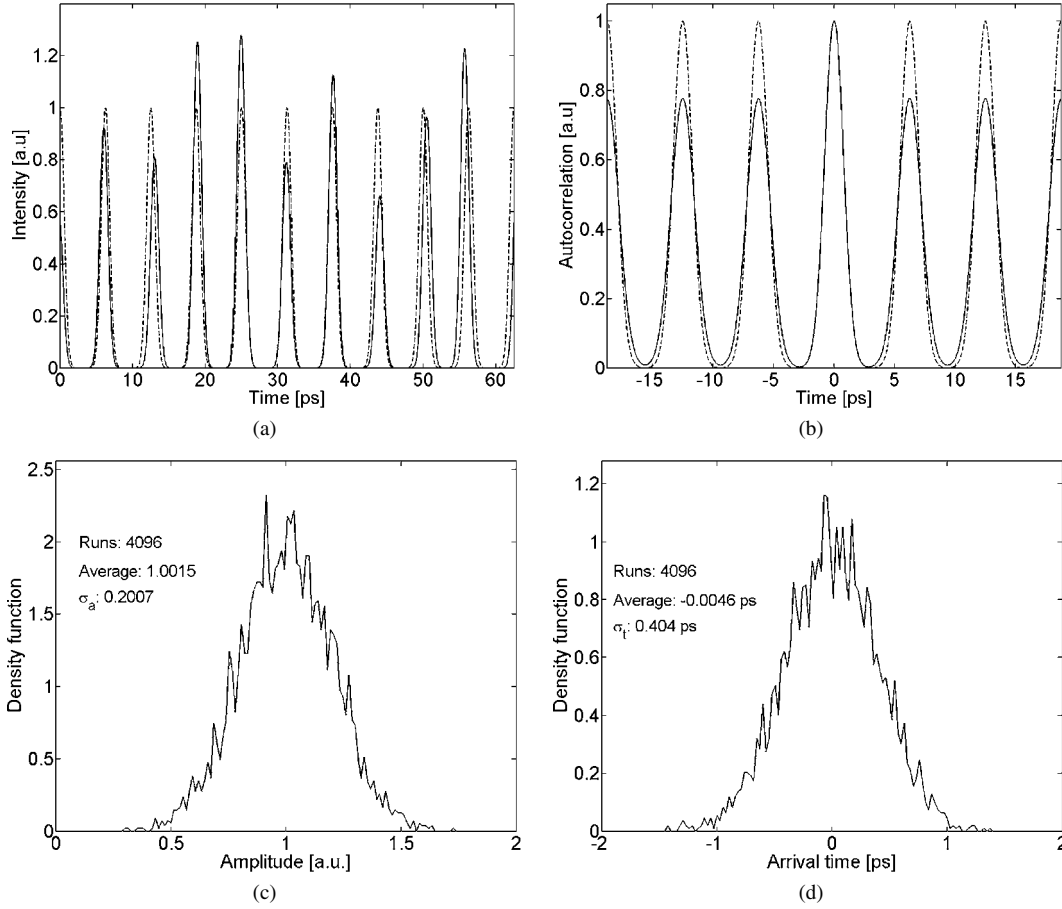 Intensity [a.u]
1.2
1
0.8
0.6
0.4
0.2
0
0 10 20 30 40 50 60
Time [ps]
(a)
Autocorrelation [a.u]
1
0.8
0.6
0.4
0.2
0
-15 -10 -5 0 5 10 15
Time [ps]
(b)
Density function
2.5
2
1.5
1
0.5
0
Runs: 4096
Average: 1.0015
σa: 0.2007
0 0.5 1 1.5 2
Amplitude [a.u.]
(c)
Density function
1.2
1
0.8
0.6
0.4
0.2
0
Runs: 4096
Average: -0.0046 ps
σt: 0.404 ps
-2 -1 0 1 2
Arrival time [ps]
(d)